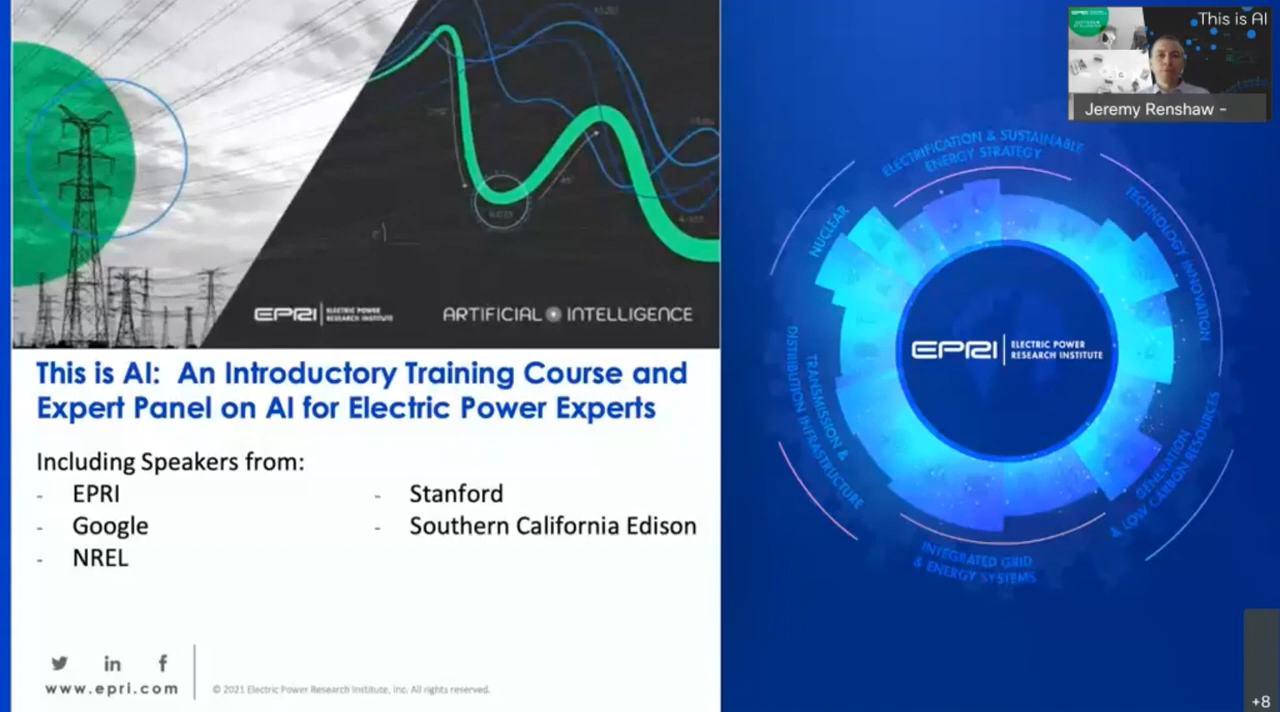 EPRI | ELECTRIC POWER
RESEARCH INSTITUTE
ARTIFICIAL INTELLIGENCE
This is AI: An Introductory Training Course and
Expert Panel on AI for Electric Power Experts
Including Speakers from:
- EPRI
- Google
- NREL
- Stanford
- Southern California Edison
www.epri.com
© 2021 Electric Power Research Institute, Inc. All rights reserved.
ELECTRIFICATION & SUSTAINABLE
ENERGY STRATEGY
TECHNOLOGY INNOVATION
GENERATION
& LOW CARBON RESOURCES
INTEGRATED GRID
& ENERGY SYSTEMS
TRANSMISSION &
DISTRIBUTION INFRASTRUCTURE
NUCLEAR
EPRI | ELECTRIC POWER
RESEARCH INSTITUTE
This is AI
Jeremy Renshaw -
+8